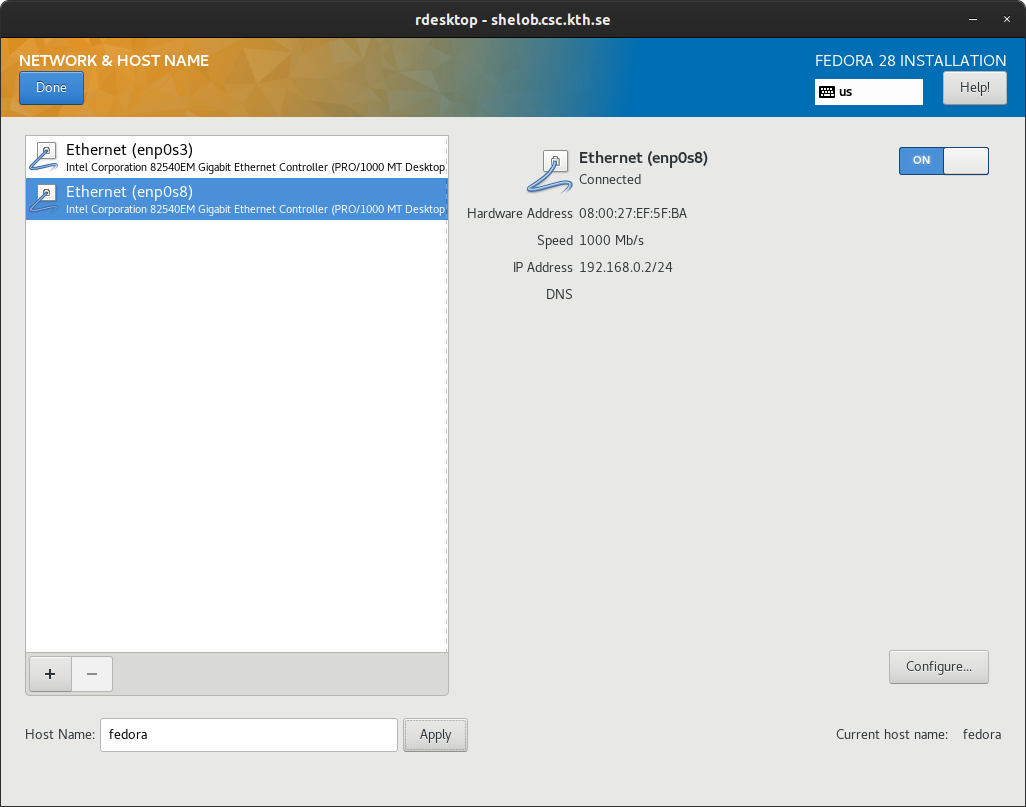 rdesktop - shelob.csc.kth.se
NETWORK & HOST NAME
FEDORA 28 INSTALLATION
Done
us
Help!
Ethernet (enp0s3)
Intel Corporation 82540EM Gigabit Ethernet Controller (PRO/1000 MT Desktop
Ethernet (enp0s8)
Intel Corporation 82540EM Gigabit Ethernet Controller (PRO/1000 MT Desktop
Ethernet (enp0s8)
Connected
ON
Hardware Address 08:00:27:EF:5F:BA
Speed 1000 Mb/s
IP Address 192.168.0.2/24
DNS
Configure...
Host Name: fedora
Apply
Current host name: fedora